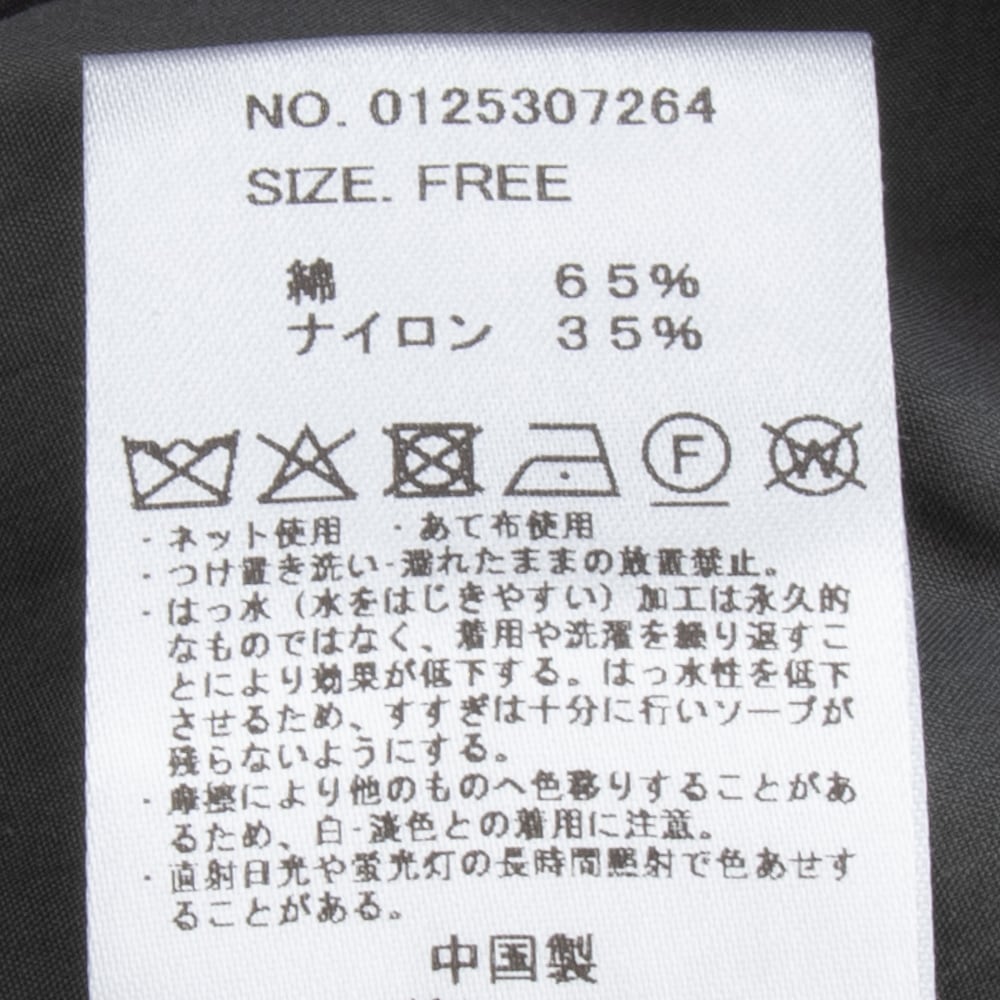 NO. 0125307264
SIZE. FREE
綿 65%
ナイロン 35%
F W
・ネット使用 ・あて布使用
・つけ置き洗い・濡れたままの放置禁止。
・はっ水（水をはじきやすい）加工は永久的
なものではなく、着用や洗濯を繰り返すこ
とにより効果が低下する。はっ水性を低下
させるため、すすぎは十分に行いソープが
残らないようにする。
・摩擦により他のものへ色移りすることがあ
るため、白・淡色との着用に注意。
・直射日光や蛍光灯の長時間照射で色あせす
ることがある。
中国製